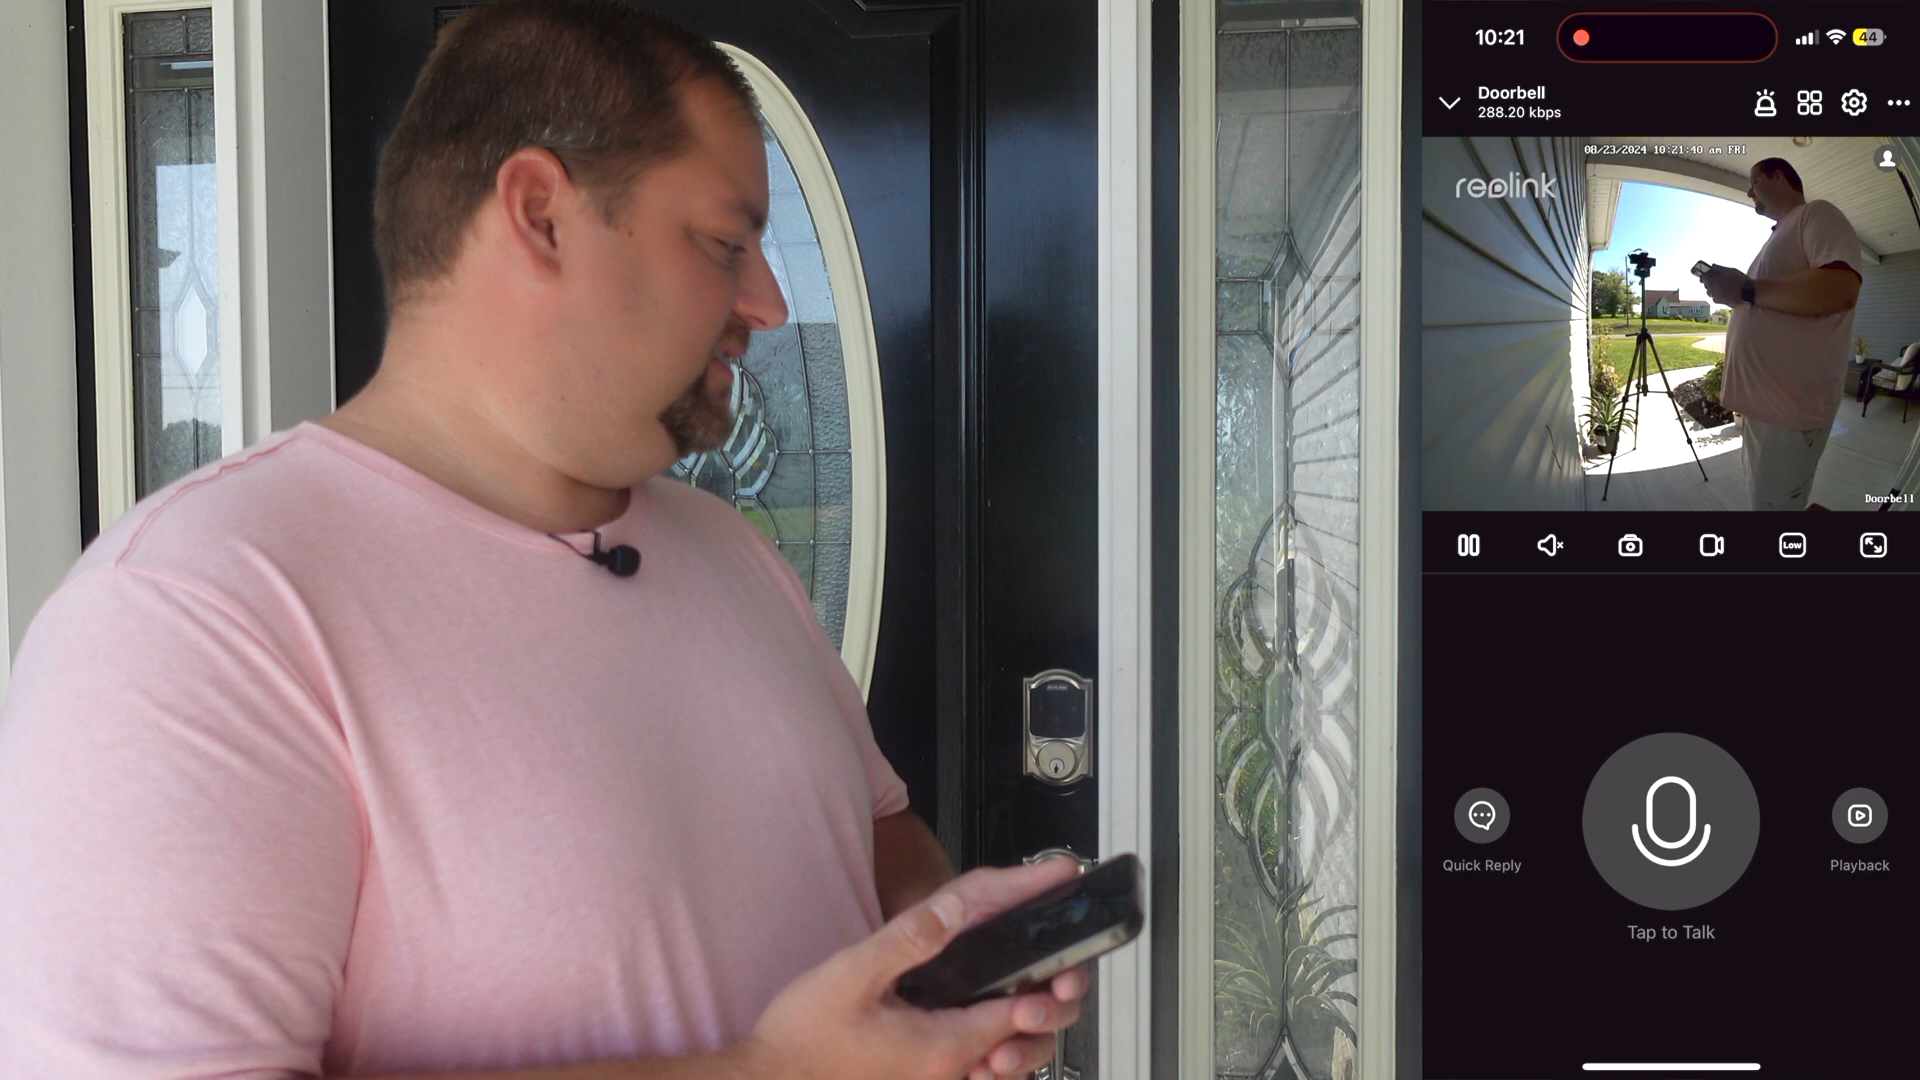 10:21
44
Doorbell
288.20 kbps
08/23/2024 10:21:40 am FRI
reolink
Doorbell
Low
Quick Reply
Playback
Tap to Talk